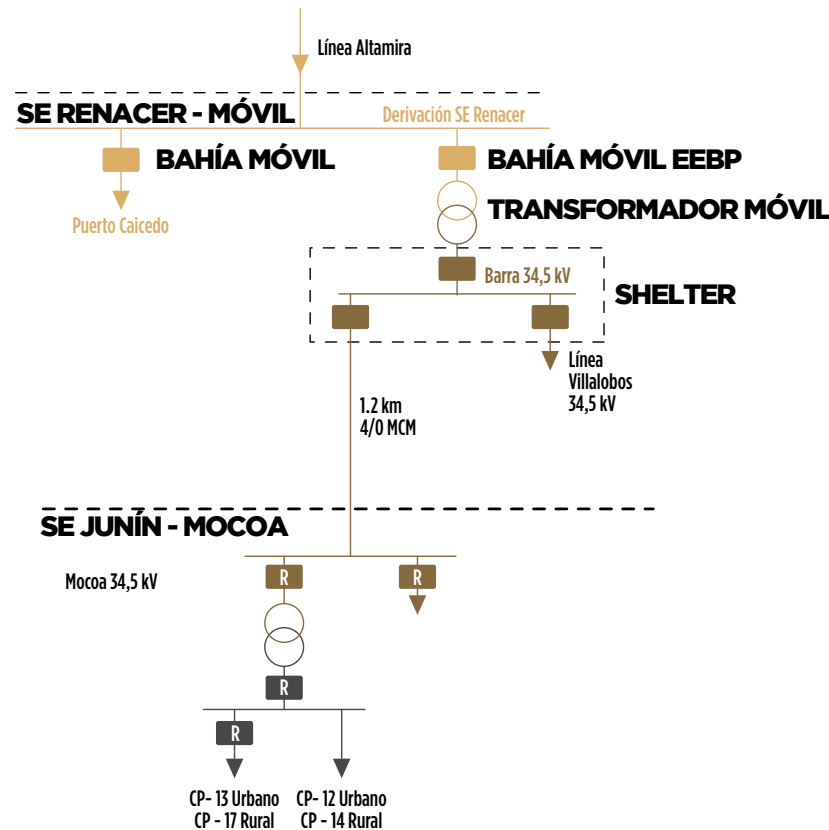 Línea Altamira
SE RENACER - MÓVIL
Derivación SE Renacer
BAHÍA MÓVIL
BAHÍA MÓVIL EEBP
Puerto Caicedo
TRANSFORMADOR MÓVIL
Barra 34,5 kV
SHELTER
Línea
Villalobos
34,5 kV
1.2 km
4/0 MCM
SE JUNÍN - MOCOA
Mocoa 34,5 kV
R
R
R
R
CP- 13 Urbano
CP - 17 Rural
CP- 12 Urbano
CP - 14 Rural